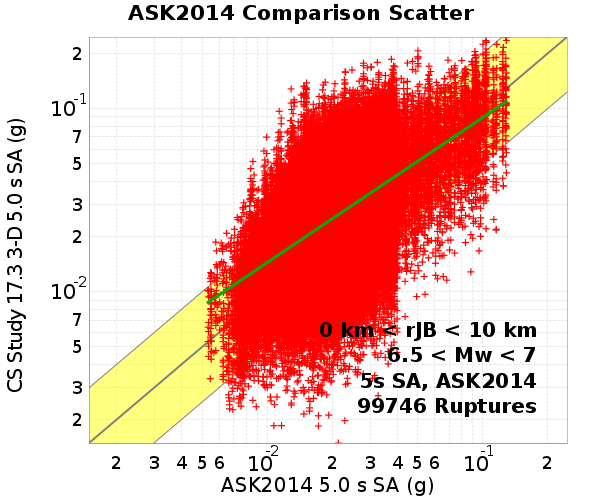 ASK2014 Comparison Scatter
CS Study 17.3 3-D 5.0 s SA (g)
2
10-1
7
5
3
2
10-2
7
5
3
2
0 km < rJB < 10 km
6.5 < Mw < 7
5s SA, ASK2014
99746 Ruptures
2 3 4 5 6 10-2 2 3 4 5 6 10-1 2
ASK2014 5.0 s SA (g)